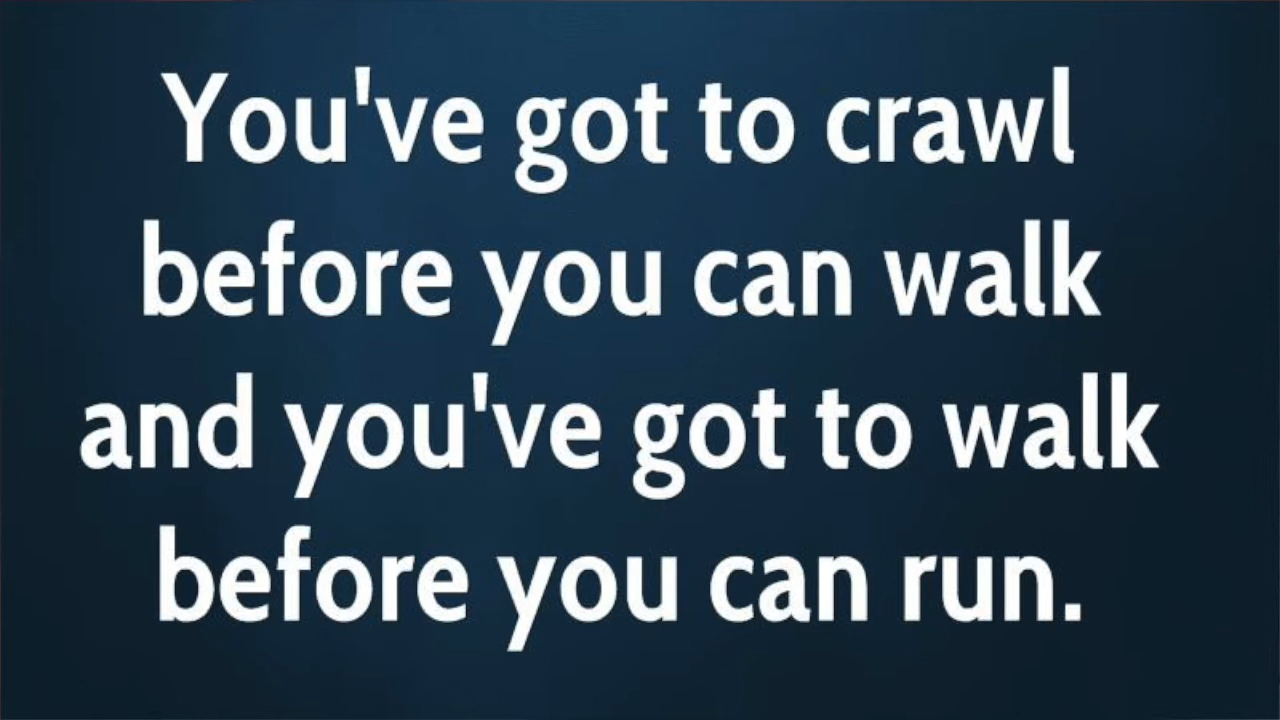 You've got to crawl
before you can walk
and you've got to walk
before you can run.